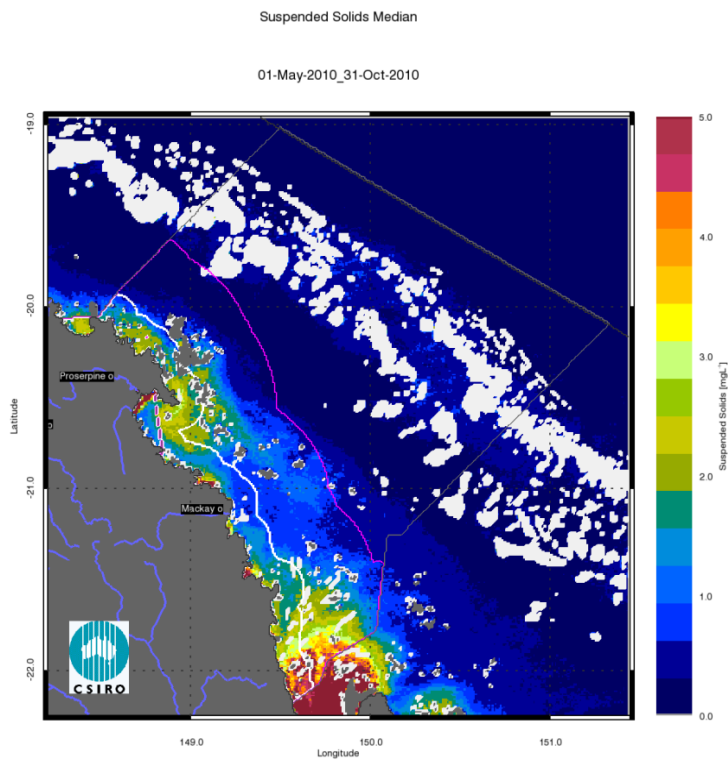 Suspended Solids Median
01-May-2010_31-Oct-2010
-19.0
-20.0
-21.0
-22.0
Latitude
Proserpine o
o
Mackay o
CSIRO
149.0
150.0
151.0
Longitude
5.0
4.0
3.0
2.0
1.0
0.0
Suspended Solids [mgL⁻]